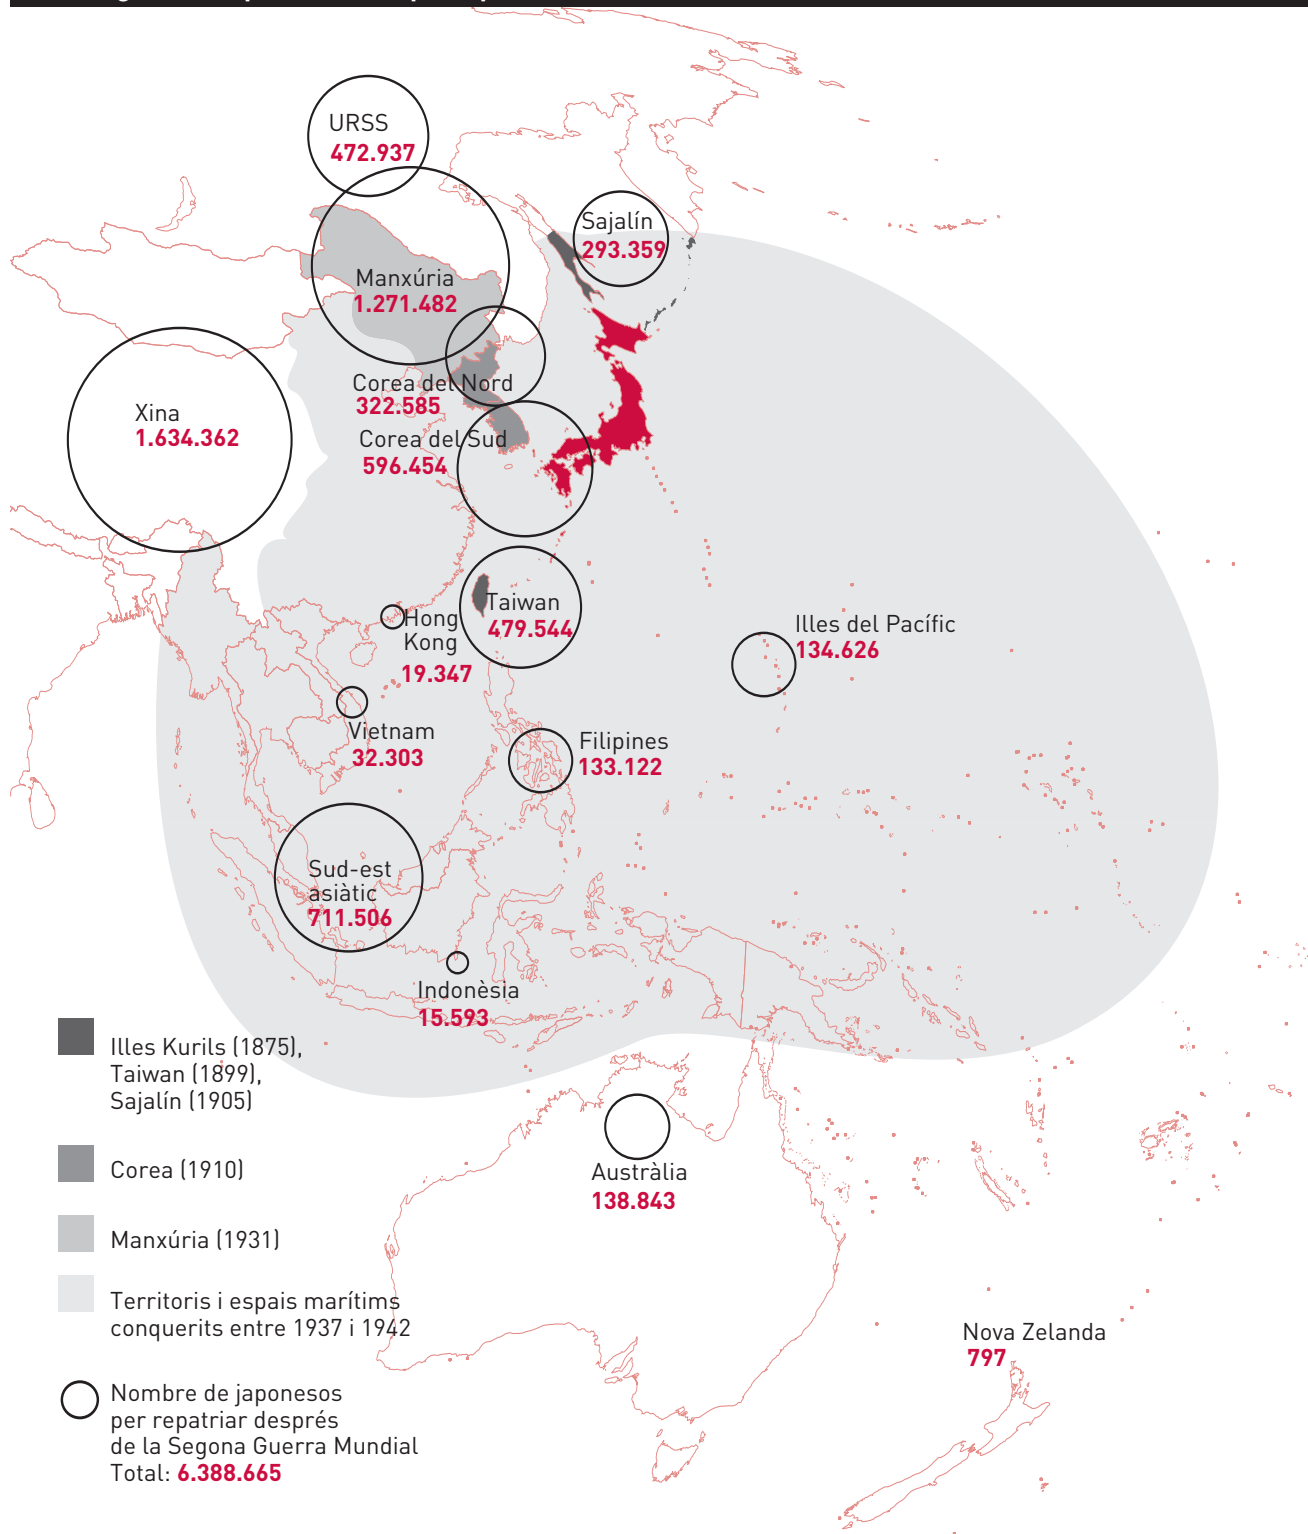 URSS
472.937
Sajalín
293.359
Manxúria
1.271.482
Corea del Nord
322.585
Xina
1.634.362
Corea del Sud
596.454
Taiwan
479.544
Hong
Kong
19.347
Illes del Pacífic
134.626
Vietnam
32.303
Filipines
133.122
Sud-est
asiàtic
711.506
Indonèsia
15.593
Illes Kurils (1875),
Taiwan (1899),
Sajalín (1905)
Corea (1910)
Austràlia
138.843
Manxúria (1931)
Territoris i espais marítims
conquerits entre 1937 i 1942
Nova Zelanda
797
Nombre de japonesos
per repatriar després
de la Segona Guerra Mundial
Total: 6.388.665